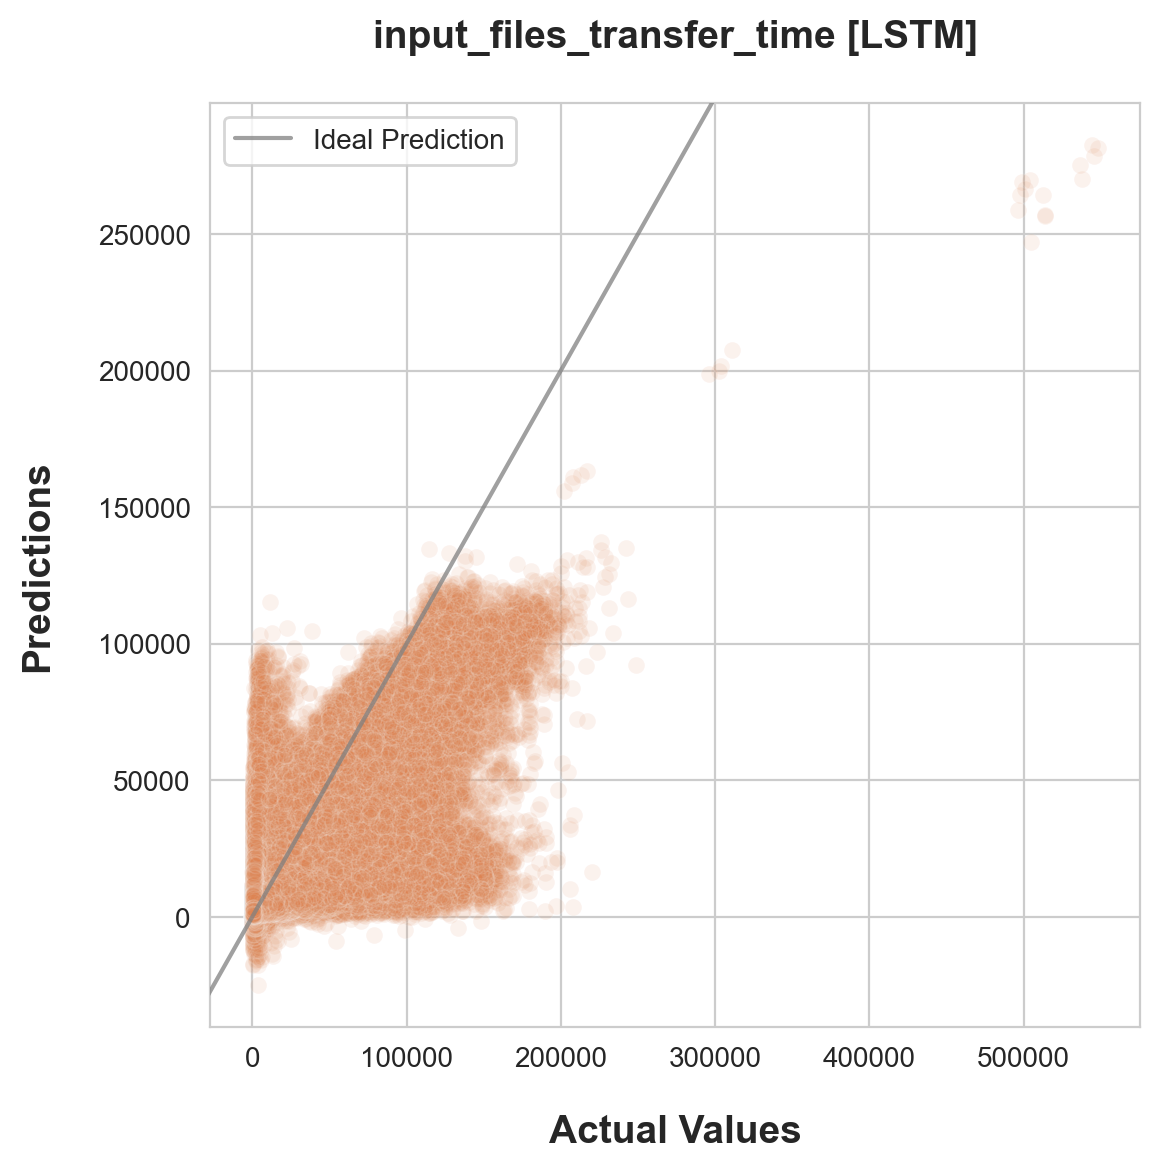 input_files_transfer_time [LSTM]
Ideal Prediction
250000
200000
150000
100000
50000
0
Predictions
0 100000 200000 300000 400000 500000
Actual Values